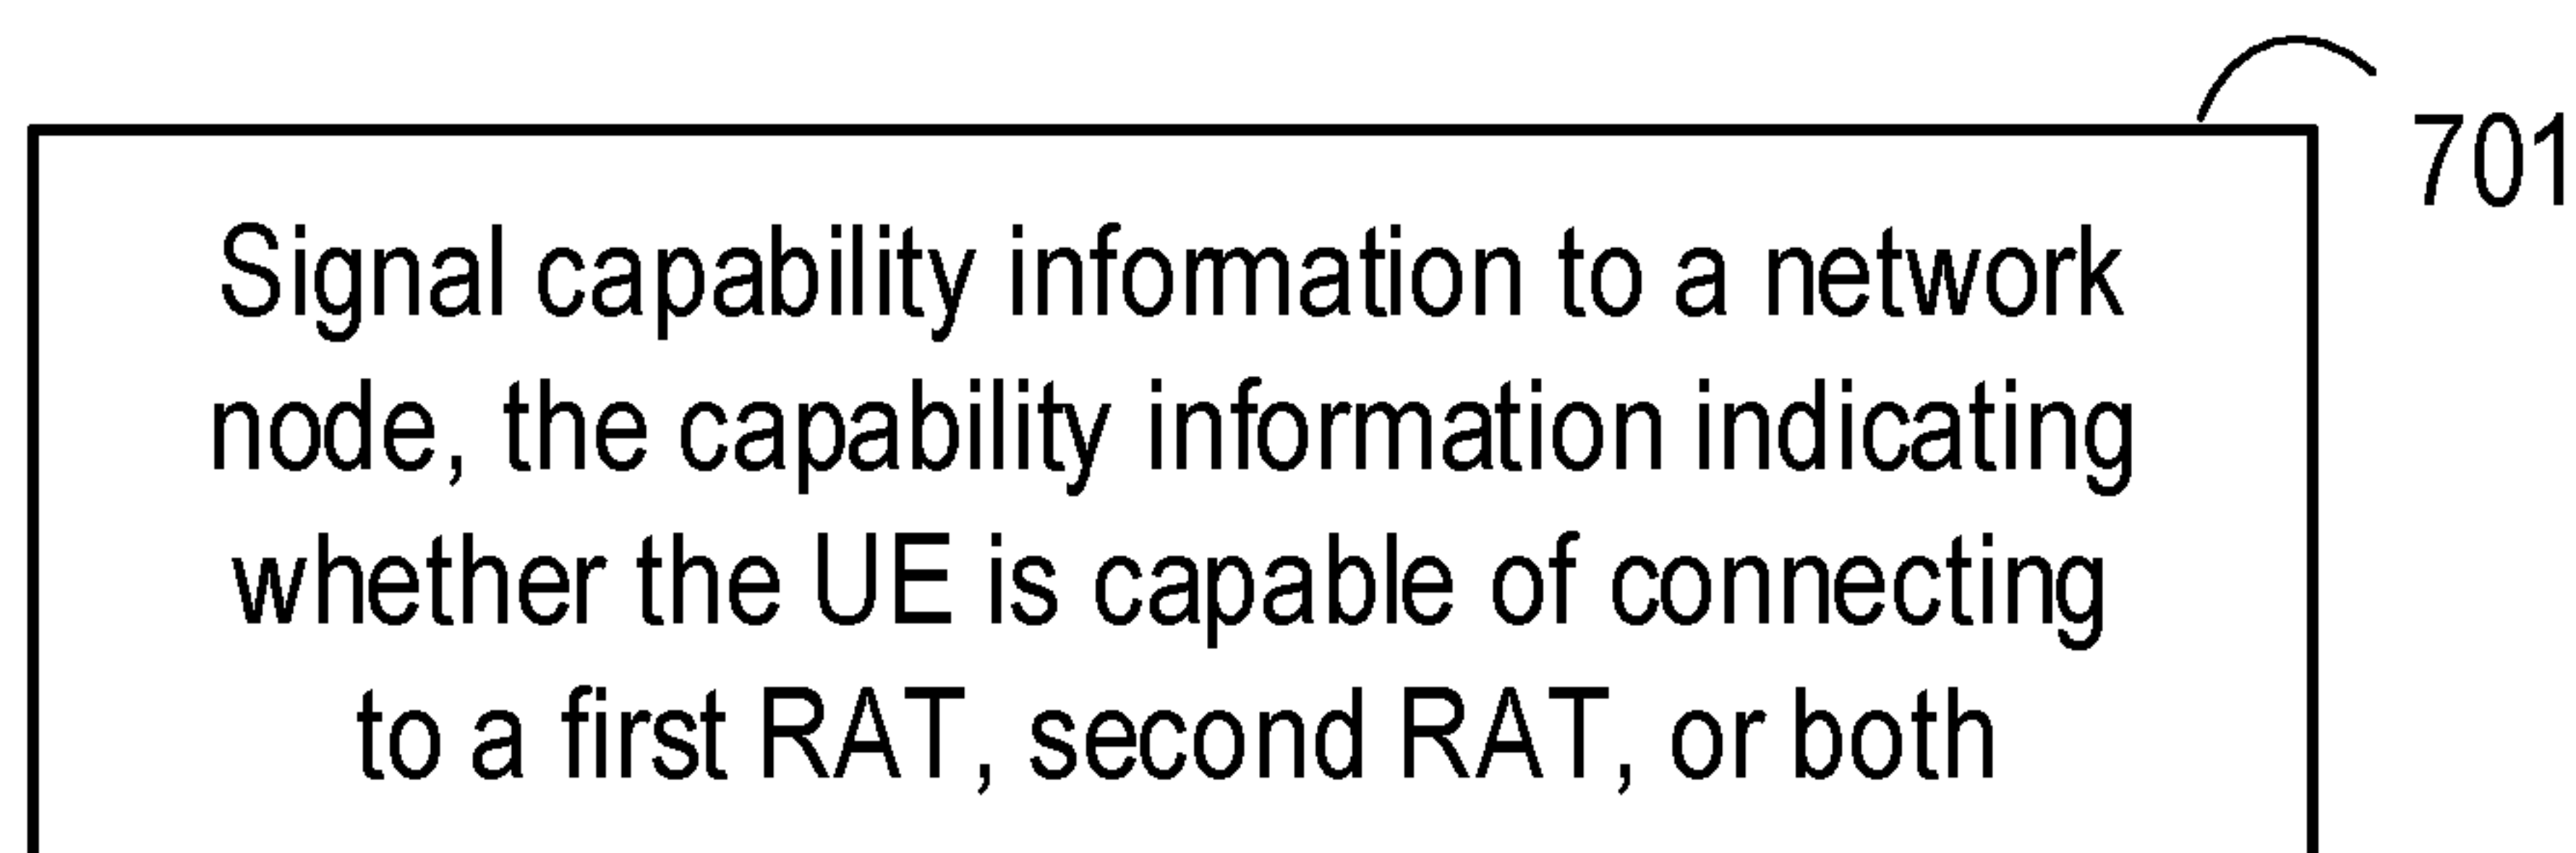 701
Signal capability information to a network
node, the capability information indicating
whether the UE is capable of connecting
to a first RAT, second RAT, or both